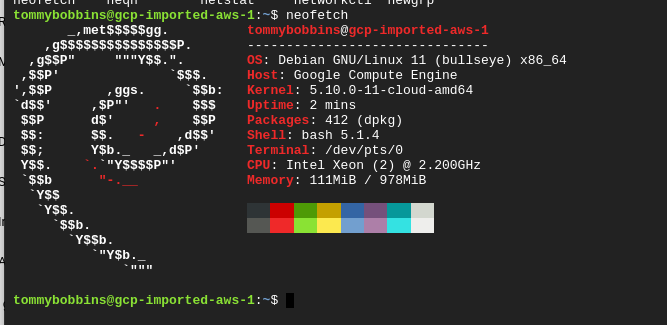 neofetch neqn netstat networkctl newgrp
tommybobbins@gcp-imported-aws-1:~$ neofetch
_,met$$$$$gg. tommybobbins@gcp-imported-aws-1
,g$$$$$$$$$$$$$$$P. -------------------------------
,g$$P" """Y$$.". OS: Debian GNU/Linux 11 (bullseye) x86_64
,$$P' `$$$. Host: Google Compute Engine
',$$P ,ggs. `$$b: Kernel: 5.10.0-11-cloud-amd64
`d$$' ,$P"' . $$$ Uptime: 2 mins
$$P d$' , $$P Packages: 412 (dpkg)
$$: $$. - ,d$$' Shell: bash 5.1.4
$$; Y$b._ _,d$P' Terminal: /dev/pts/0
Y$$. `.`"Y$$$$P"' CPU: Intel Xeon (2) @ 2.200GHz
`$$b "-.__ Memory: 111MiB / 978MiB
`Y$$
`Y$$.
`$$b.
`Y$$b.
`"Y$b._
`"""
tommybobbins@gcp-imported-aws-1:~$